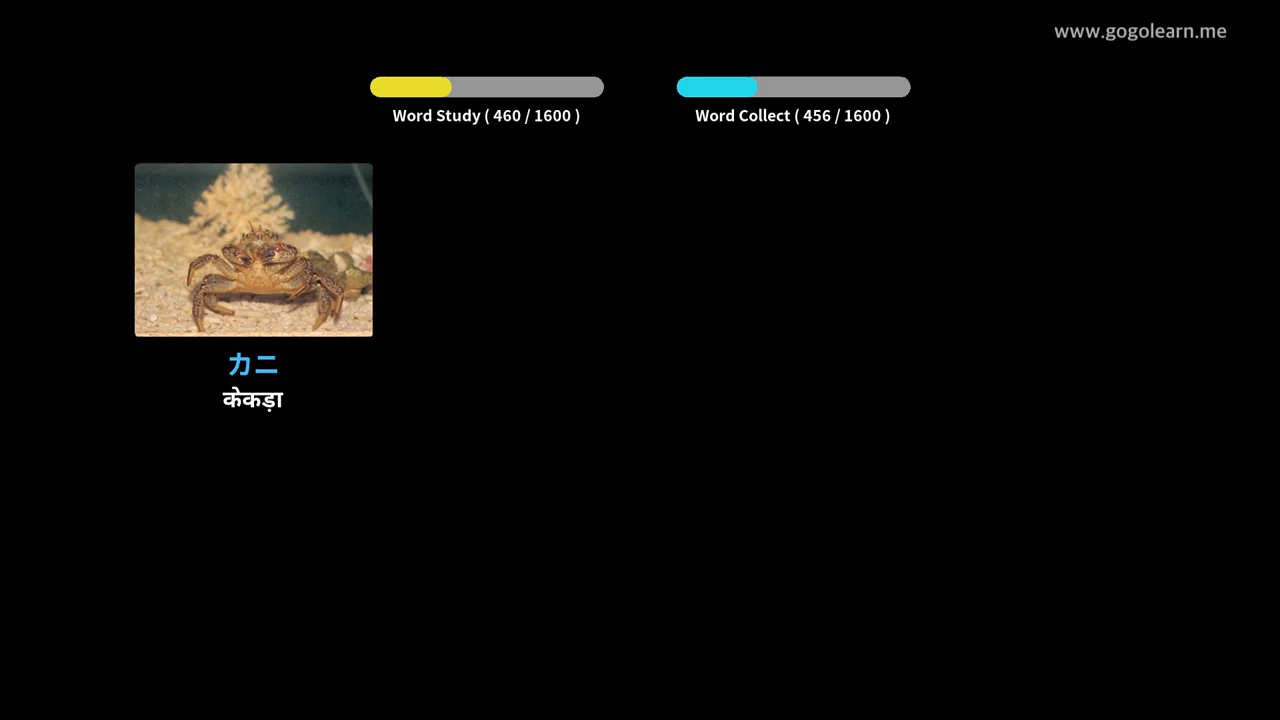 www.gogolearn.me
Word Study ( 460 / 1600 )
Word Collect ( 456 / 1600 )
カニ
केकड़ा